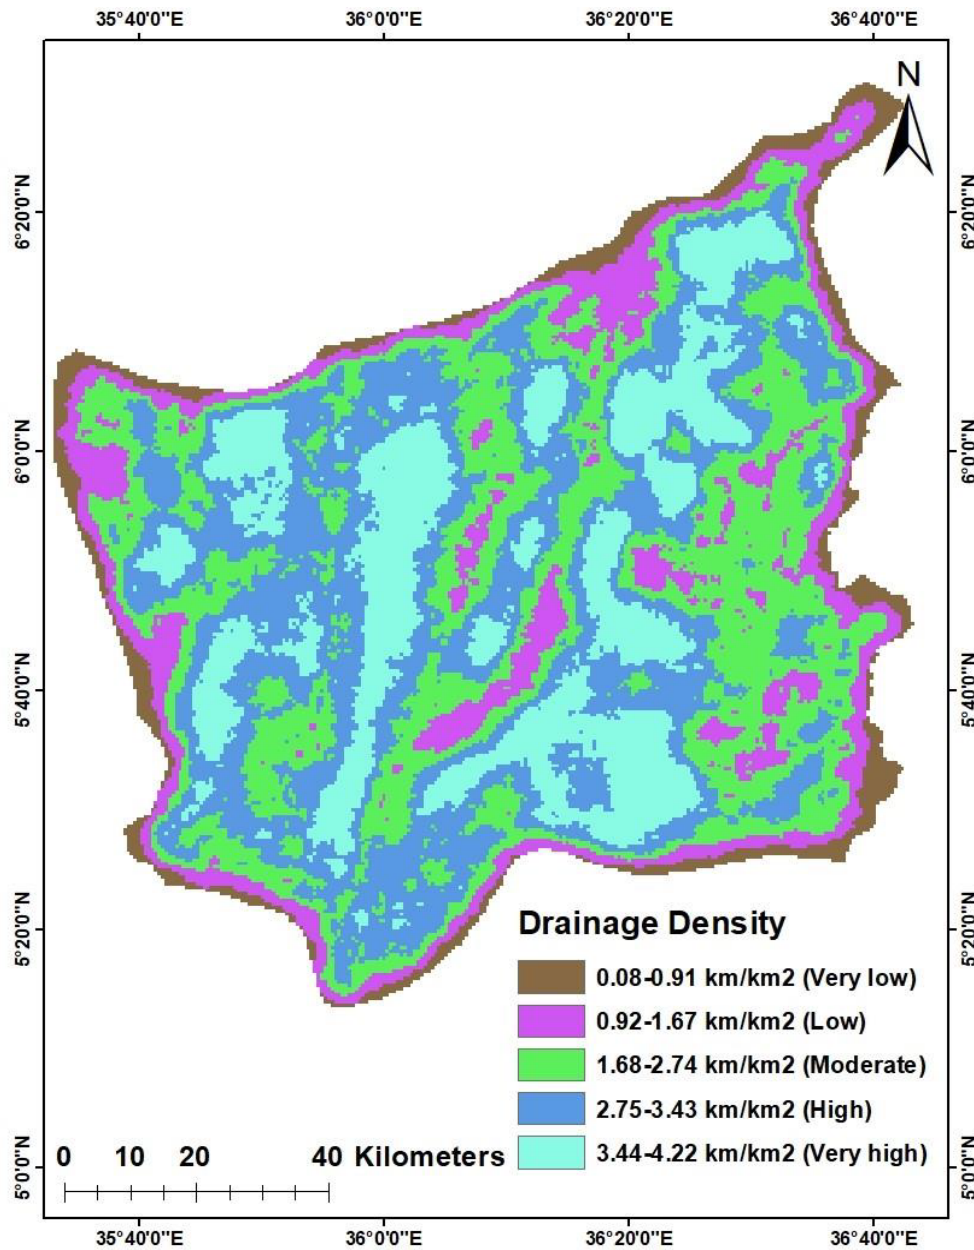 35°40'0"E 36°0'0"E 36°20'0"E 36°40'0"E
N
6°20'0"N 6°20'0"N
6°0'0"N 6°0'0"N
5°40'0"N 5°40'0"N
5°20'0"N 5°20'0"N
Drainage Density
0.08-0.91 km/km2 (Very low)
0.92-1.67 km/km2 (Low)
1.68-2.74 km/km2 (Moderate)
2.75-3.43 km/km2 (High)
3.44-4.22 km/km2 (Very high)
0 10 20 40 Kilometers
5°0'0"N 5°0'0"N
35°40'0"E 36°0'0"E 36°20'0"E 36°40'0"E